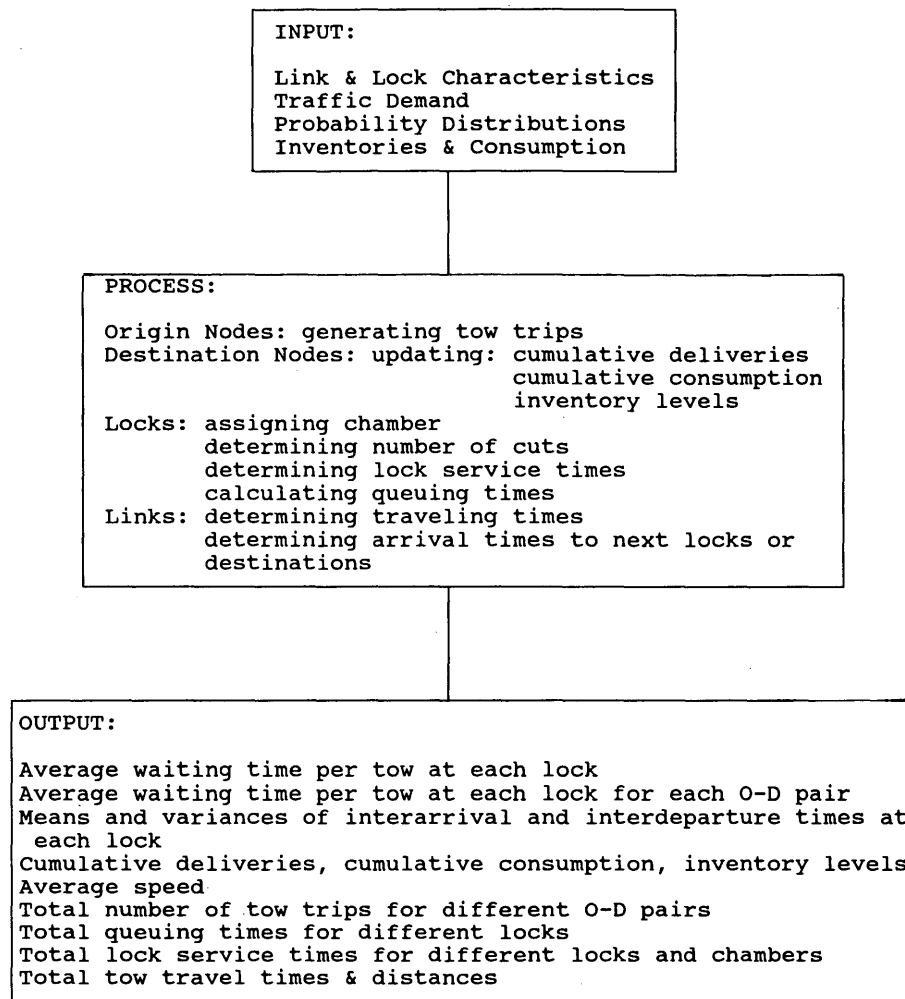 INPUT:
Link & Lock Characteristics
Traffic Demand
Probability Distributions
Inventories & Consumption
PROCESS:
Origin Nodes: generating tow trips
Destination Nodes: updating: cumulative deliveries
cumulative consumption
inventory levels
Locks: assigning chamber
determining number of cuts
determining lock service times
calculating queuing times
Links: determining traveling times
determining arrival times to next locks or
destinations
OUTPUT:
Average waiting time per tow at each lock
Average waiting time per tow at each lock for each O-D pair
Means and variances of interarrival and interdeparture times at
each lock
Cumulative deliveries, cumulative consumption, inventory levels
Average speed
Total number of tow trips for different O-D pairs
Total queuing times for different locks
Total lock service times for different locks and chambers
Total tow travel times & distances